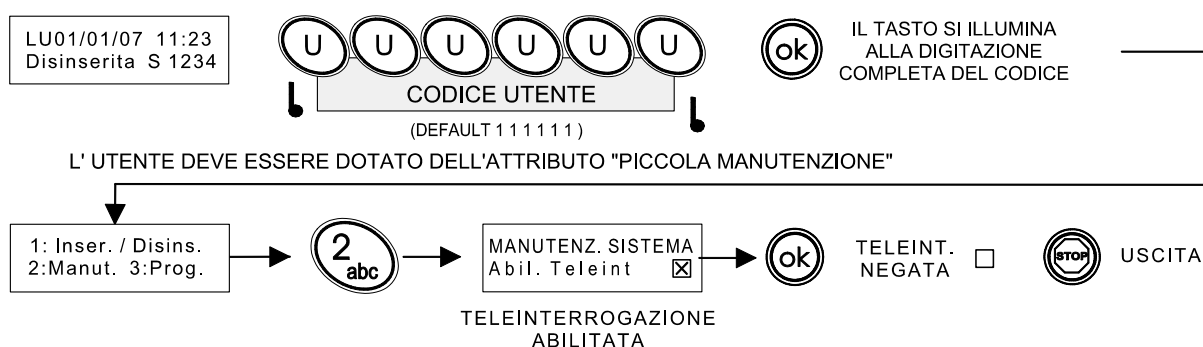 LU01/01/07 11:23
Disinserita S 1234
U U U U U U
CODICE UTENTE
(DEFAULT 1 1 1 1 1 1 )
ok
IL TASTO SI ILLUMINA
ALLA DIGITAZIONE
COMPLETA DEL CODICE
L' UTENTE DEVE ESSERE DOTATO DELL'ATTRIBUTO "PICCOLA MANUTENZIONE"
1: Inser. / Disins.
2:Manut. 3:Prog.
2
abc
MANUTENZ. SISTEMA
Abil. Teleint ☒
TELEINTERROGAZIONE
ABILITATA
ok
TELEINT.
NEGATA ☐
STOP
USCITA